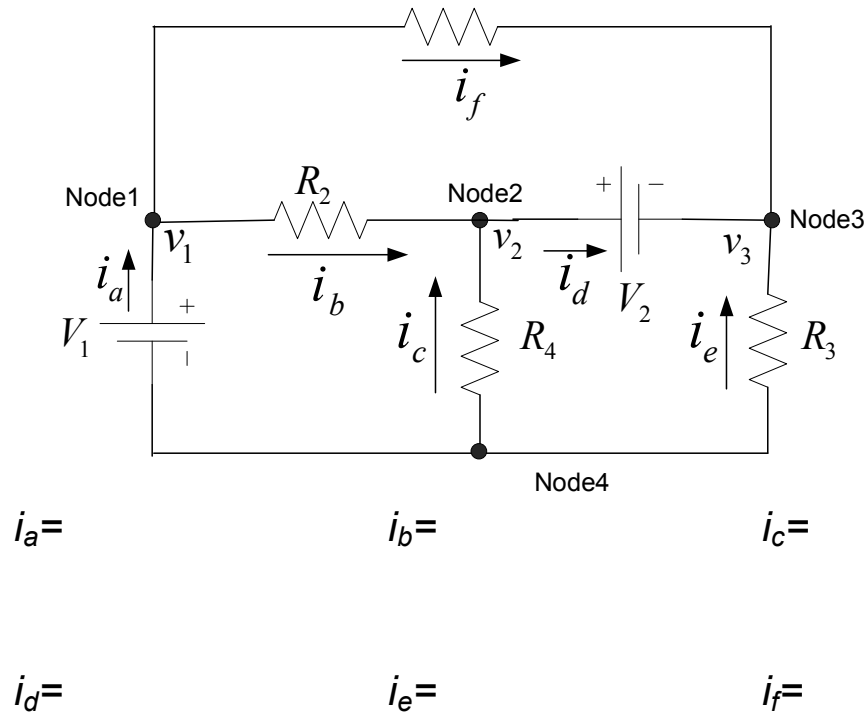 i_f
Node1
R_2
Node2
+
−
Node3
v_1
v_2
v_3
i_a
i_b
i_d
V_2
+
V_1
−
i_c
R_4
i_e
R_3
Node4
i_a= i_b= i_c=
i_d= i_e= i_f=